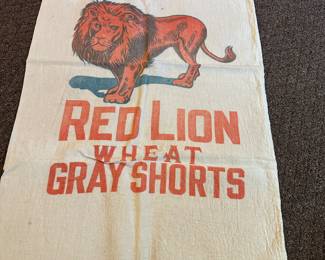 RED LION
WHEAT
GRAY SHORTS